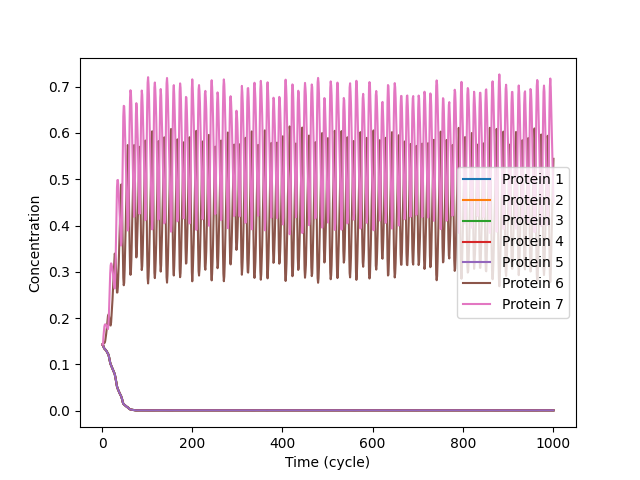 0.7
0.6
0.5
0.4
0.3
0.2
0.1
0.0
Concentration
0
200
400
600
800
1000
Time (cycle)
Protein 1
Protein 2
Protein 3
Protein 4
Protein 5
Protein 6
Protein 7